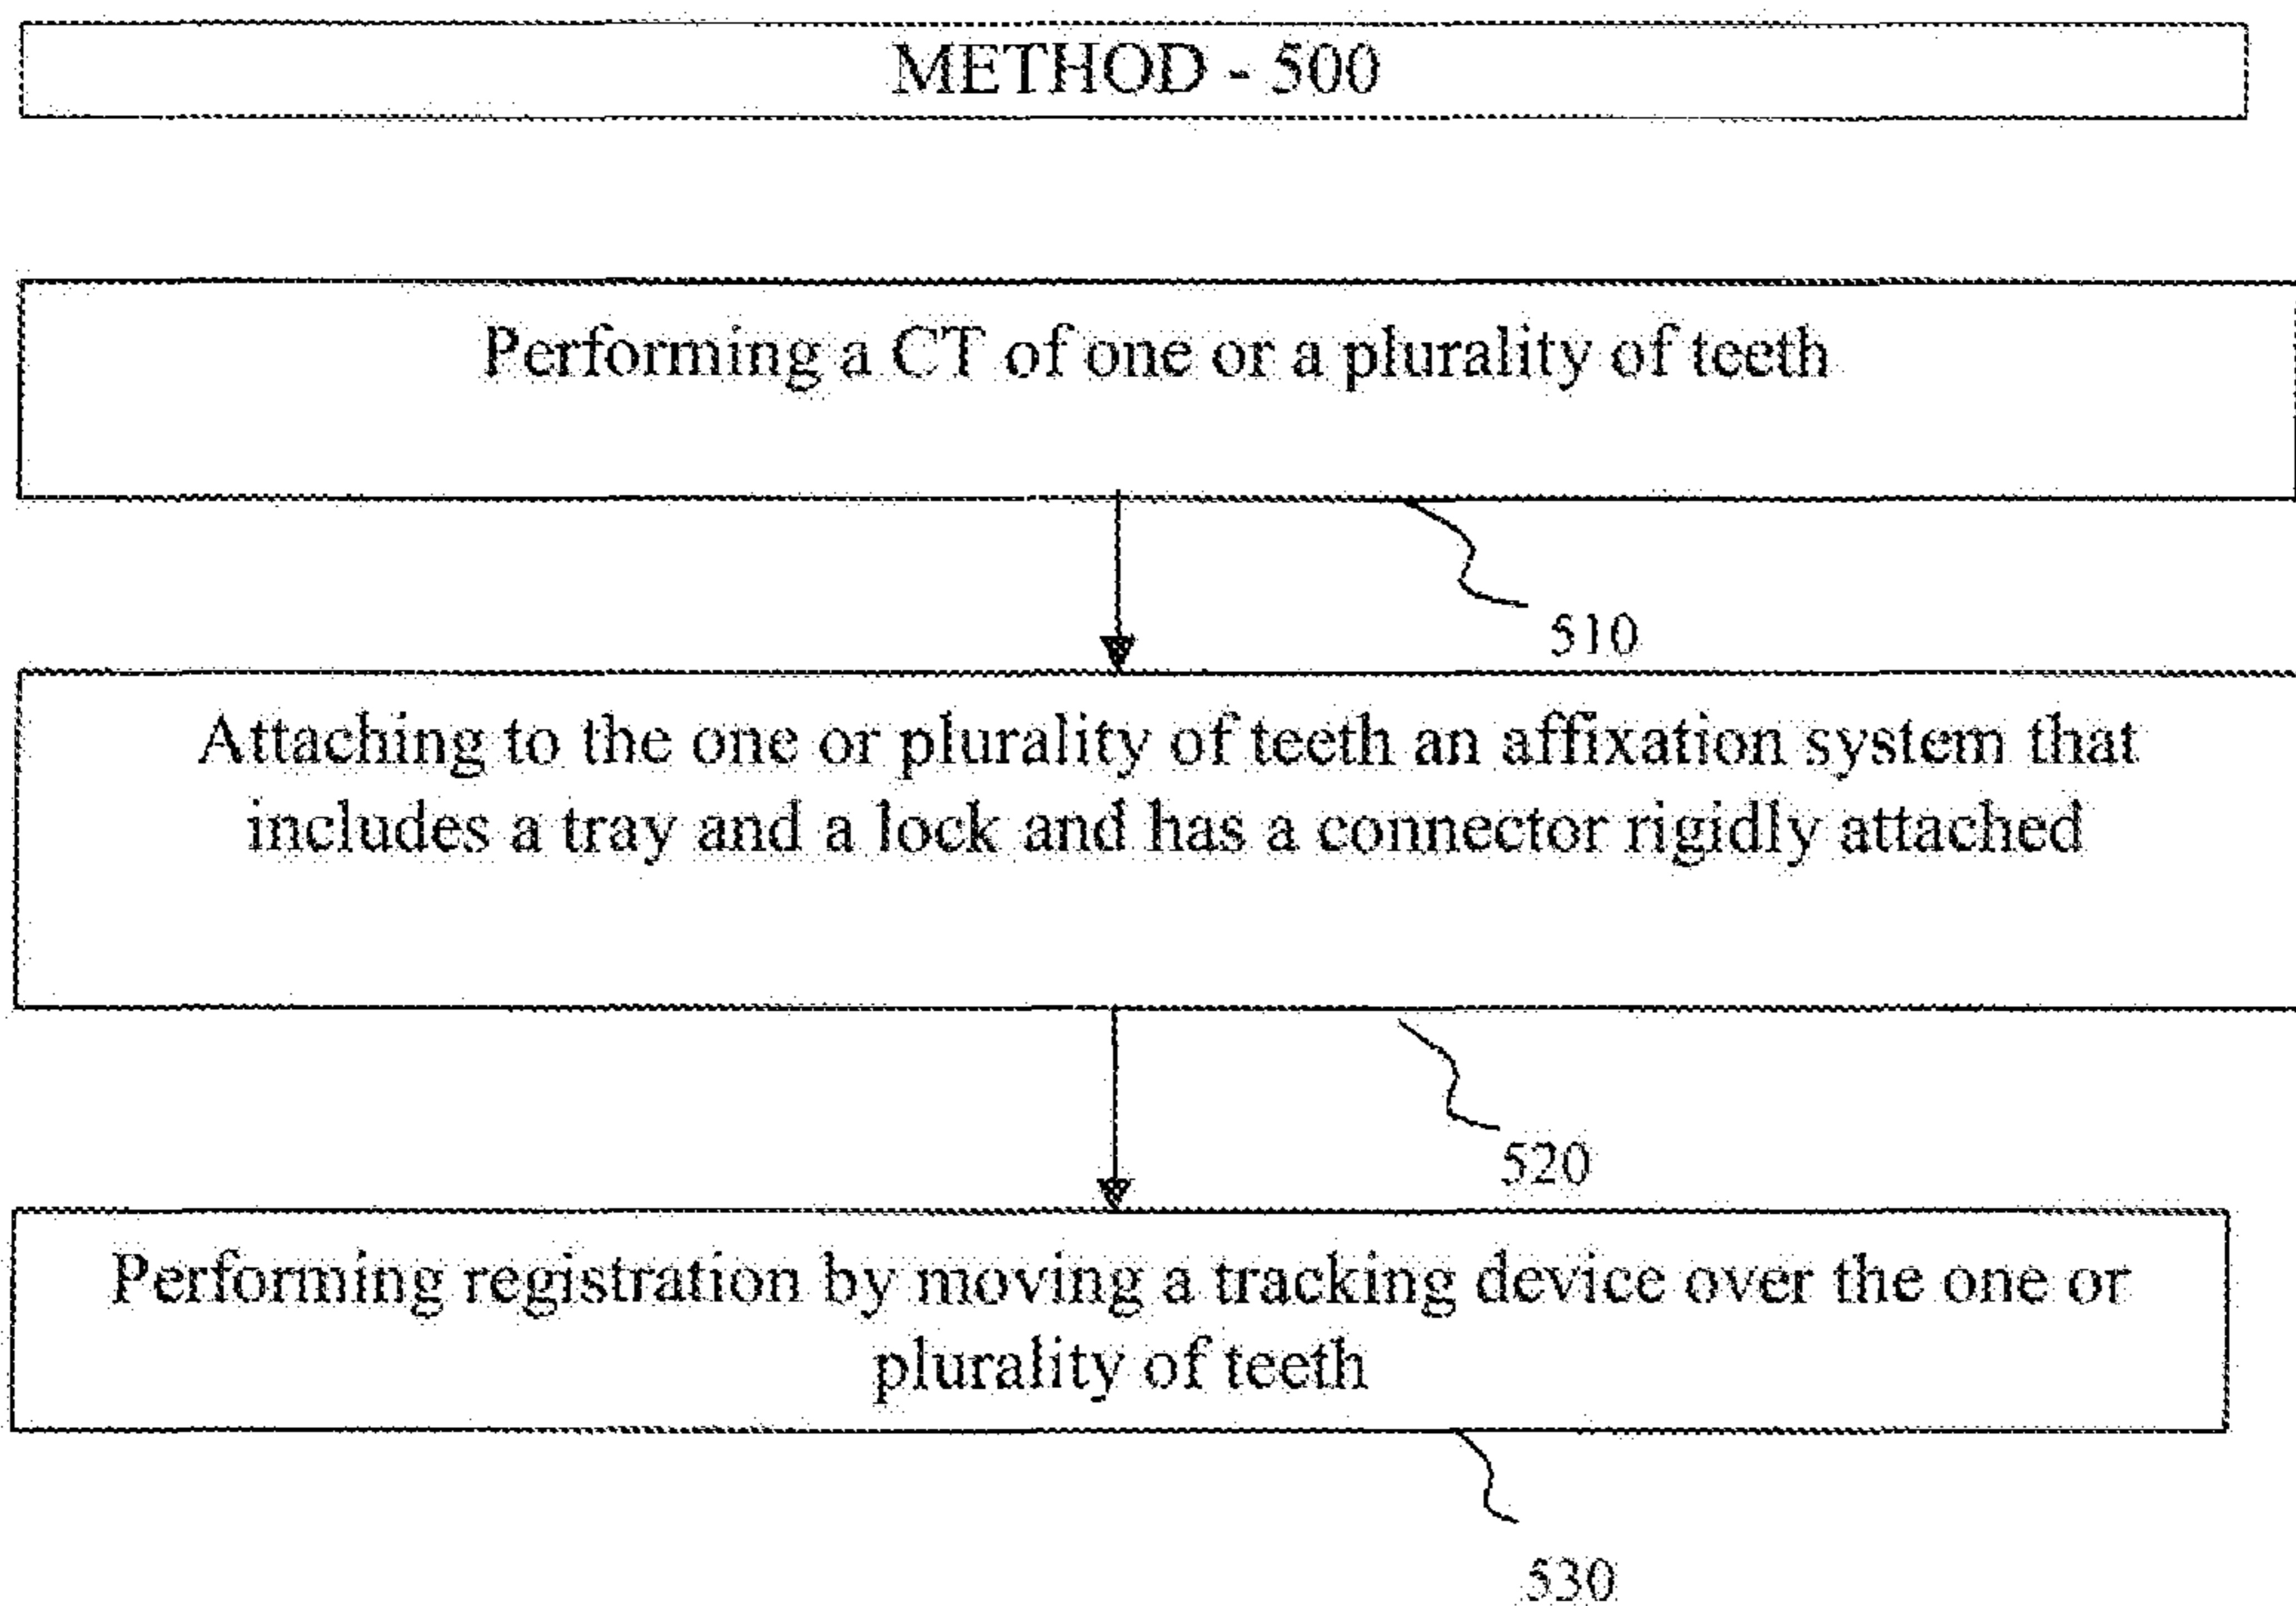 METHOD - 500
Performing a CT of one or a plurality of teeth
510
Attaching to the one or plurality of teeth an affixation system that
includes a tray and a lock and has a connector rigidly attached
520
Performing registration by moving a tracking device over the one or
plurality of teeth
530